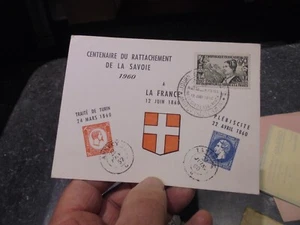 CENTENAIRE DU RATTACHEMENT
DE LA SAVOIE
1960
à
LA FRANCE
12 JUIN 1860
TRAITÉ DE TURIN
24 MARS 1860
PLÉBISCITE
22 AVRIL 1860